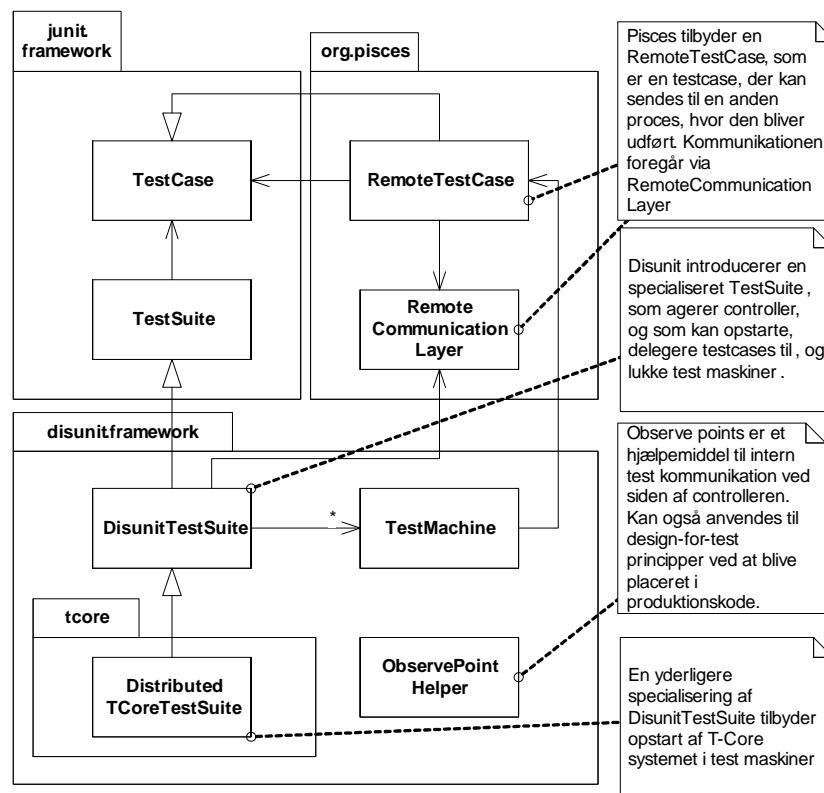 junit.
framework
org.pisces
TestCase
RemoteTestCase
TestSuite
Remote
Communication
Layer
disunit.framework
DisunitTestSuite
*
TestMachine
tcore
Distributed
TCoreTestSuite
ObservePoint
Helper
Pisces tilbyder en
RemoteTestCase, som
er en testcase, der kan
sendes til en anden
proces, hvor den bliver
udført. Kommunikationen
foregår via
RemoteCommunication
Layer
Disunit introducerer en
specialiseret TestSuite ,
som agerer controller,
og som kan opstarte,
delegere testcases til , og
lukke test maskiner .
Observe points er et
hjælpemiddel til intern
test kommunikation ved
siden af controlleren.
Kan også anvendes til
design-for-test
principper ved at blive
placeret i
produktionskode.
En yderligere
specialisering af
DisunitTestSuite tilbyder
opstart af T-Core
systemet i test maskiner